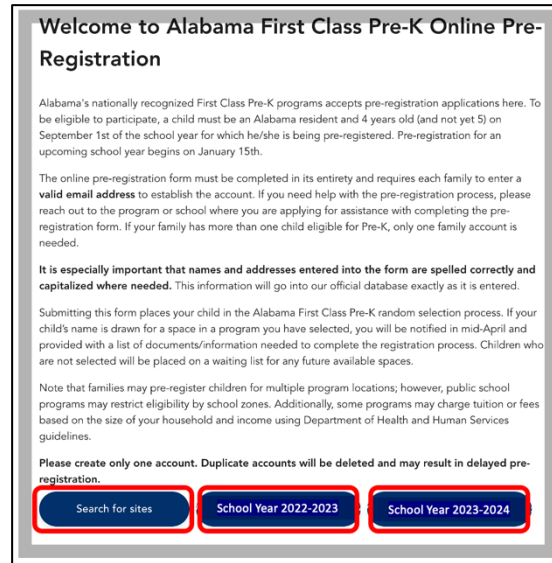 Welcome to Alabama First Class Pre-K Online Pre-
Registration
Alabama's nationally recognized First Class Pre-K programs accepts pre-registration applications here. To
be eligible to participate, a child must be an Alabama resident and 4 years old (and not yet 5) on
September 1st of the school year for which he/she is being pre-registered. Pre-registration for an
upcoming school year begins on January 15th.
The online pre-registration form must be completed in its entirety and requires each family to enter a
valid email address to establish the account. If you need help with the pre-registration process, please
reach out to the program or school where you are applying for assistance with completing the pre-
registration form. If your family has more than one child eligible for Pre-K, only one family account is
needed.
It is especially important that names and addresses entered into the form are spelled correctly and
capitalized where needed. This information will go into our official database exactly as it is entered.
Submitting this form places your child in the Alabama First Class Pre-K random selection process. If your
child's name is drawn for a space in a program you have selected, you will be notified in mid-April and
provided with a list of documents/information needed to complete the registration process. Children who
are not selected will be placed on a waiting list for any future available spaces.
Note that families may pre-register children for multiple program locations; however, public school
programs may restrict eligibility by school zones. Additionally, some programs may charge tuition or fees
based on the size of your household and income using Department of Health and Human Services
guidelines.
Please create only one account. Duplicate accounts will be deleted and may result in delayed pre-
registration.
Search for sites School Year 2022-2023 School Year 2023-2024